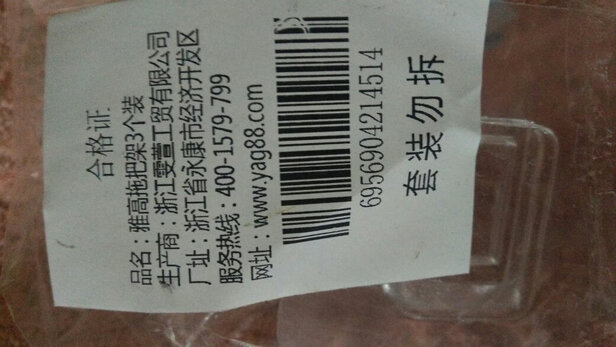 合格证
品名：雅高拖把架3个装
生产商：浙江雯萱工贸有限公司
厂址：浙江省永康市经济开发区
服务热线：400-1579-799
网址：www.yag88.com
6956904214514
套装勿拆